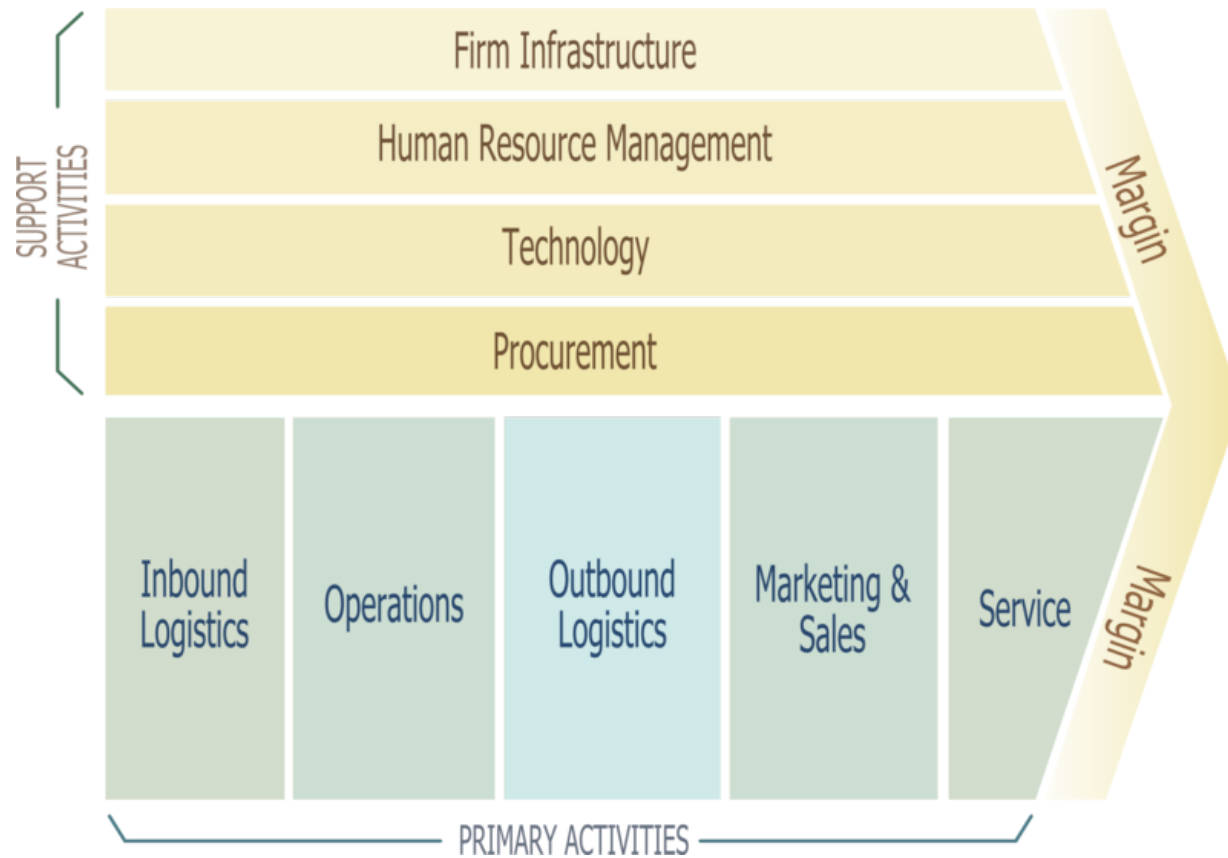 Firm Infrastructure
Human Resource Management
Technology
Procurement
SUPPORT
ACTIVITIES
Margin
Inbound
Logistics
Operations
Outbound
Logistics
Marketing &
Sales
Service
Margin
PRIMARY ACTIVITIES